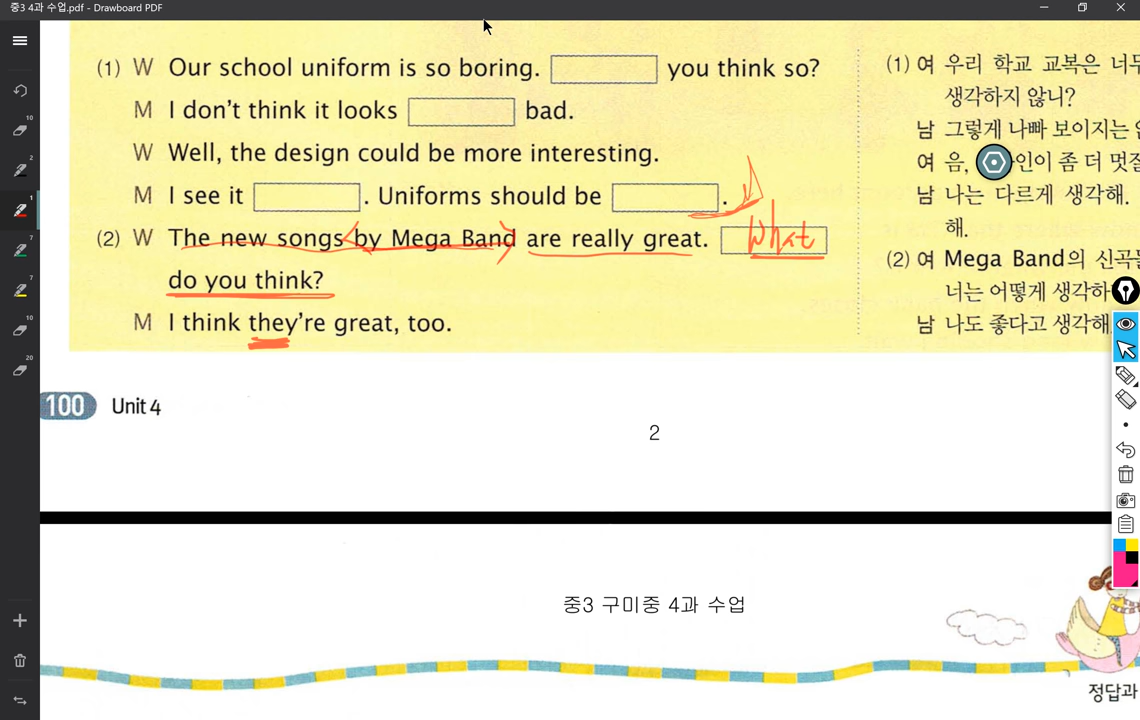 중3 4과 수업.pdf - Drawboard PDF
(1) W Our school uniform is so boring. you think so?
M I don't think it looks bad.
W Well, the design could be more interesting.
M I see it . Uniforms should be .
(2) W The new songs by Mega Band are really great. What
do you think?
M I think they're great, too.
(1) 여 우리 학교 교복은 너무
생각하지 않니?
남 그렇게 나빠 보이지는
여 음, 인이 좀 더 멋질
남 나는 다르게 생각해.
해.
(2) 여 Mega Band의 신곡들
너는 어떻게 생각하
남 나도 좋다고 생각해
100 Unit 4
2
중3 구미중 4과 수업
정답과
10
2
1
7
7
10
20